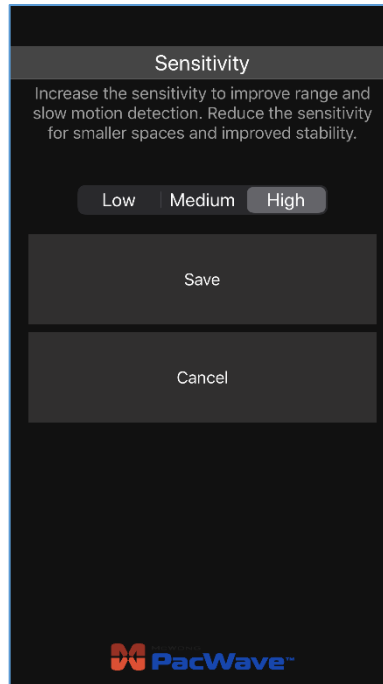 Sensitivity
Increase the sensitivity to improve range and
slow motion detection. Reduce the sensitivity
for smaller spaces and improved stability.
Low Medium High
Save
Cancel
PacWave™